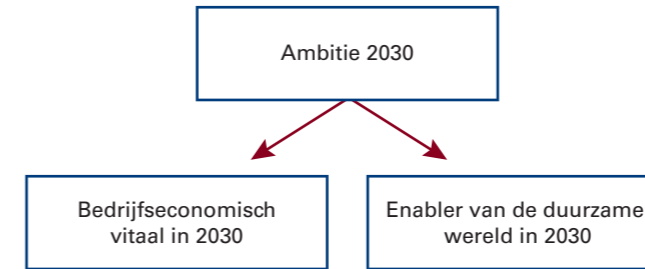 Ambitie 2030
Bedrijfseconomisch
vitaal in 2030
Enabler van de duurzame
wereld in 2030